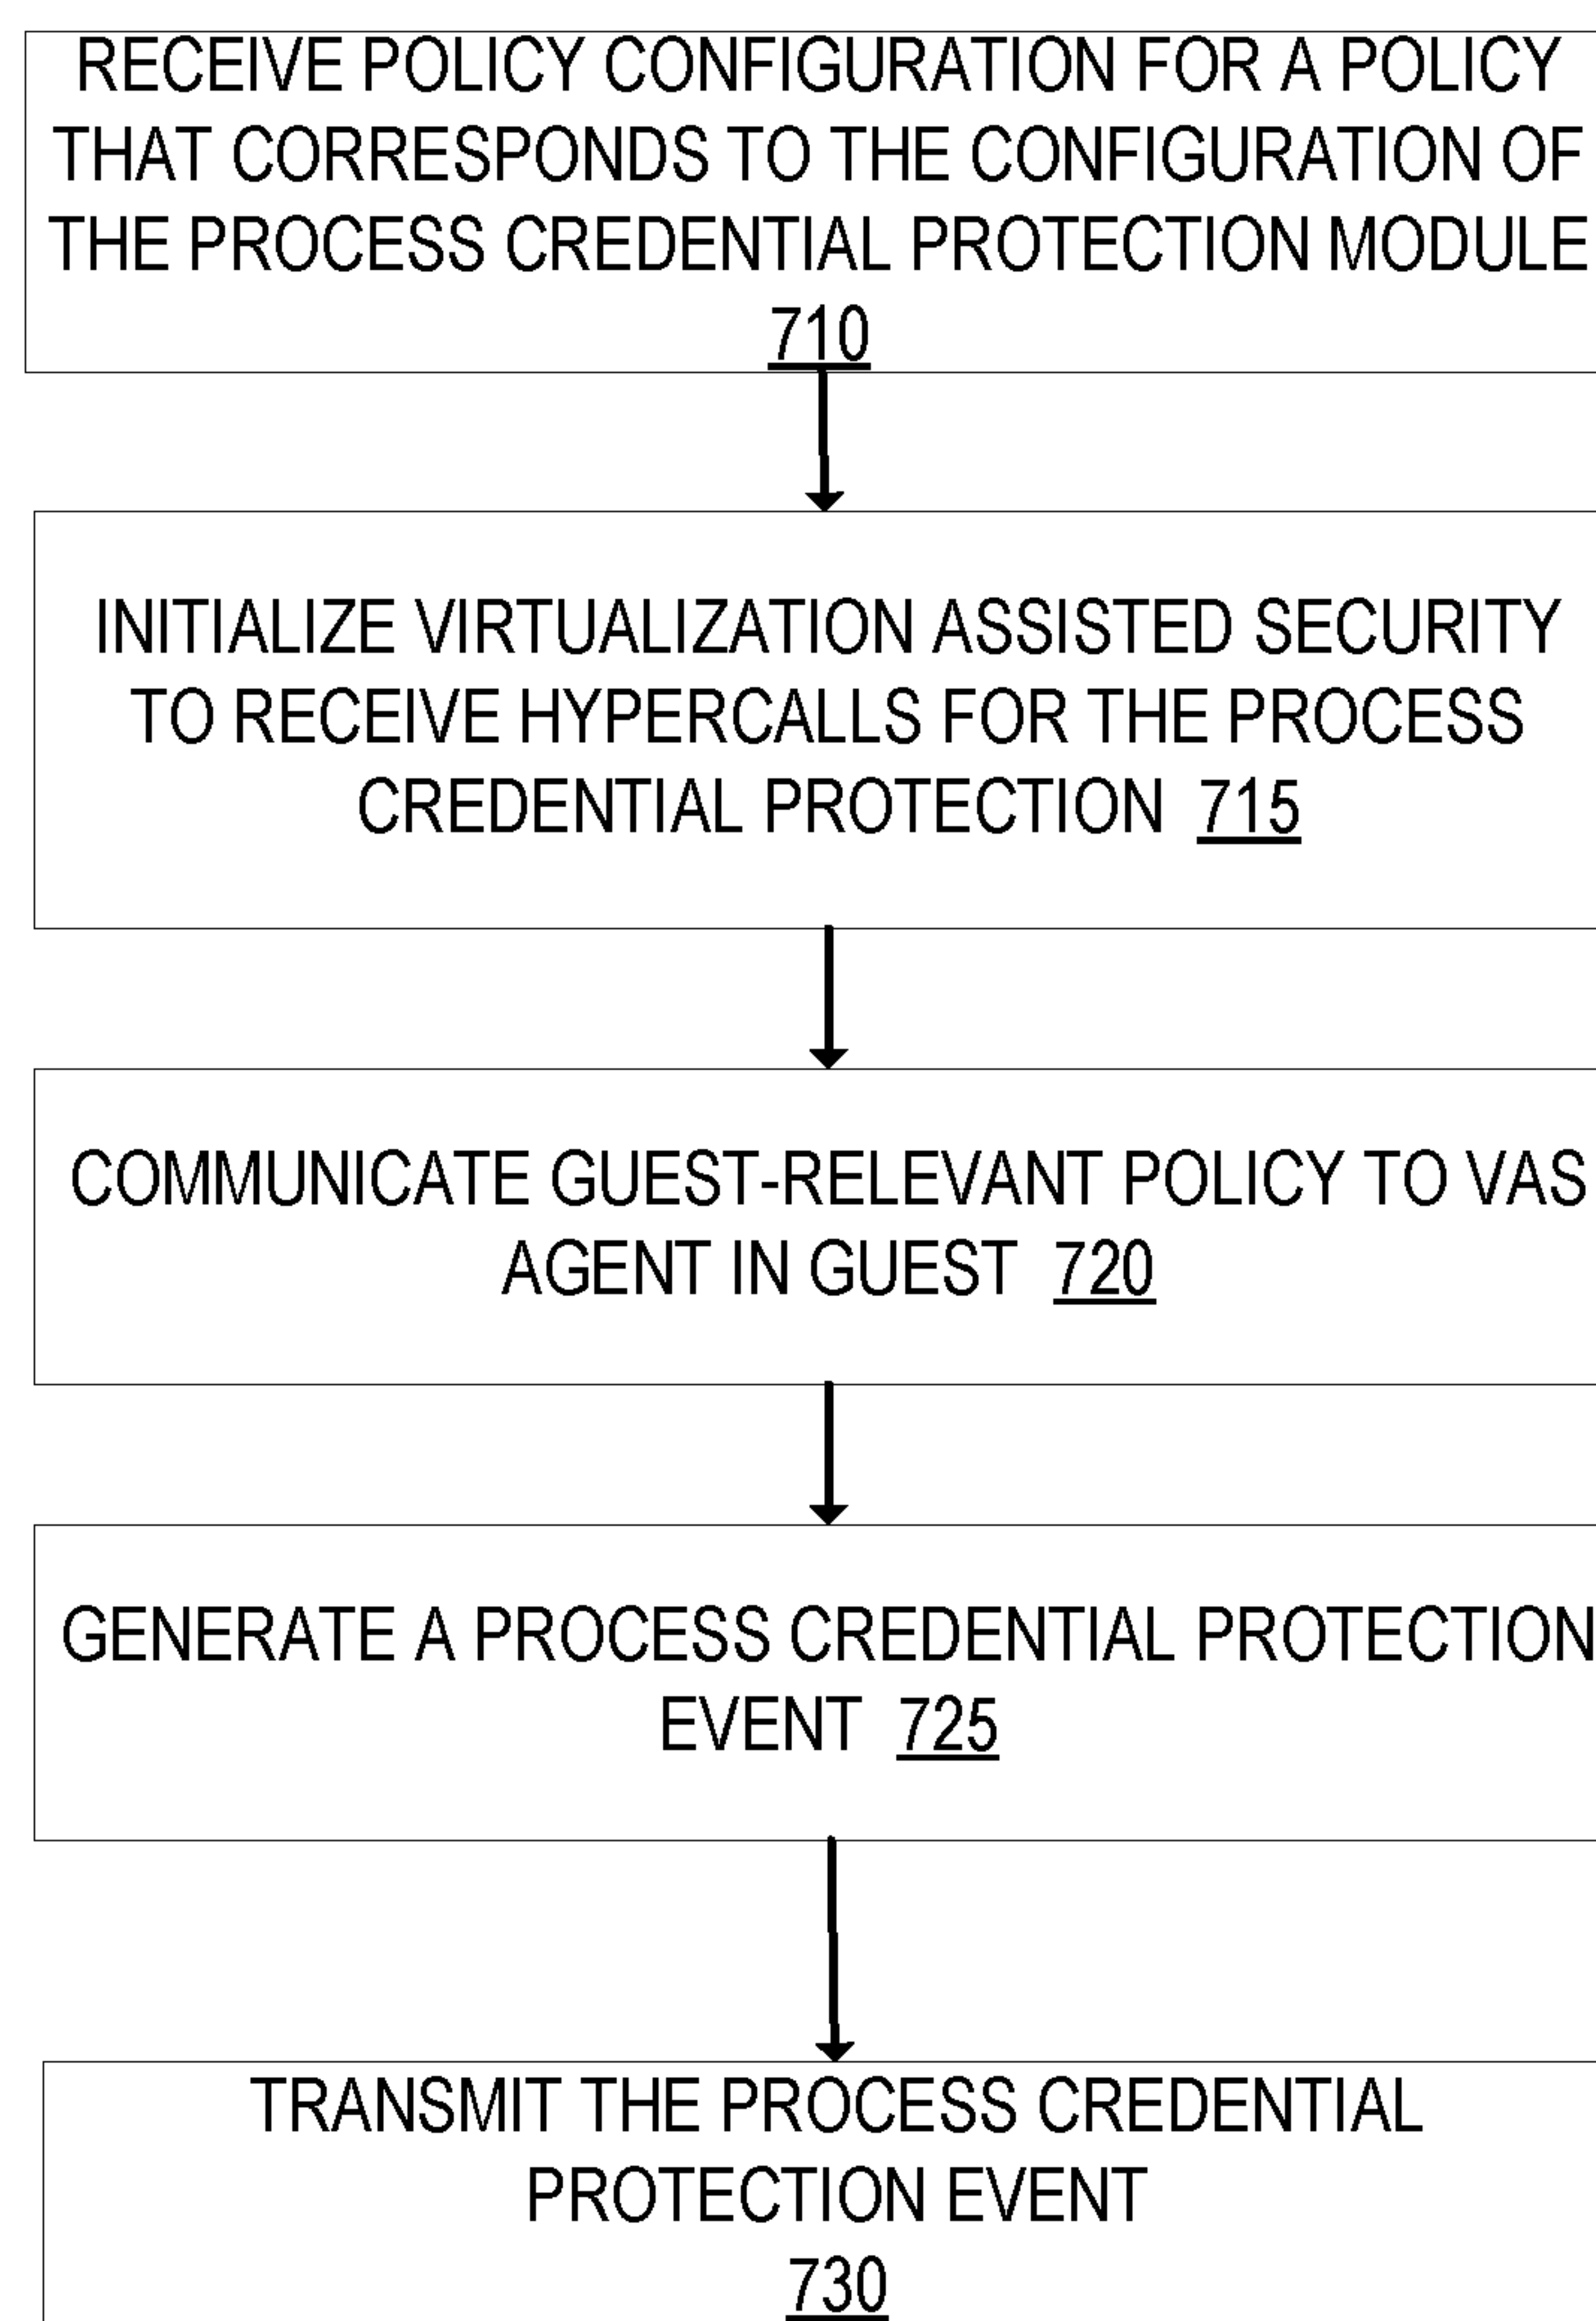 RECEIVE POLICY CONFIGURATION FOR A POLICY
THAT CORRESPONDS TO THE CONFIGURATION OF
THE PROCESS CREDENTIAL PROTECTION MODULE
710
INITIALIZE VIRTUALIZATION ASSISTED SECURITY
TO RECEIVE HYPERCALLS FOR THE PROCESS
CREDENTIAL PROTECTION 715
COMMUNICATE GUEST-RELEVANT POLICY TO VAS
AGENT IN GUEST 720
GENERATE A PROCESS CREDENTIAL PROTECTION
EVENT 725
TRANSMIT THE PROCESS CREDENTIAL
PROTECTION EVENT
730